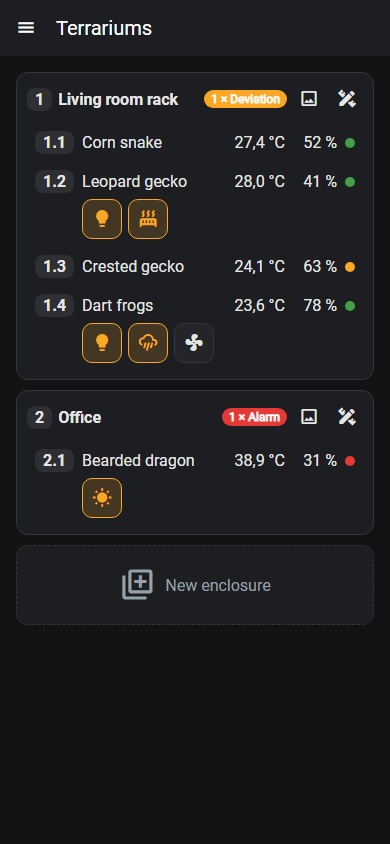 Terrariums
1 Living room rack 1 × Deviation
1.1 Corn snake 27,4 °C 52 %
1.2 Leopard gecko 28,0 °C 41 %
1.3 Crested gecko 24,1 °C 63 %
1.4 Dart frogs 23,6 °C 78 %
2 Office 1 × Alarm
2.1 Bearded dragon 38,9 °C 31 %
New enclosure